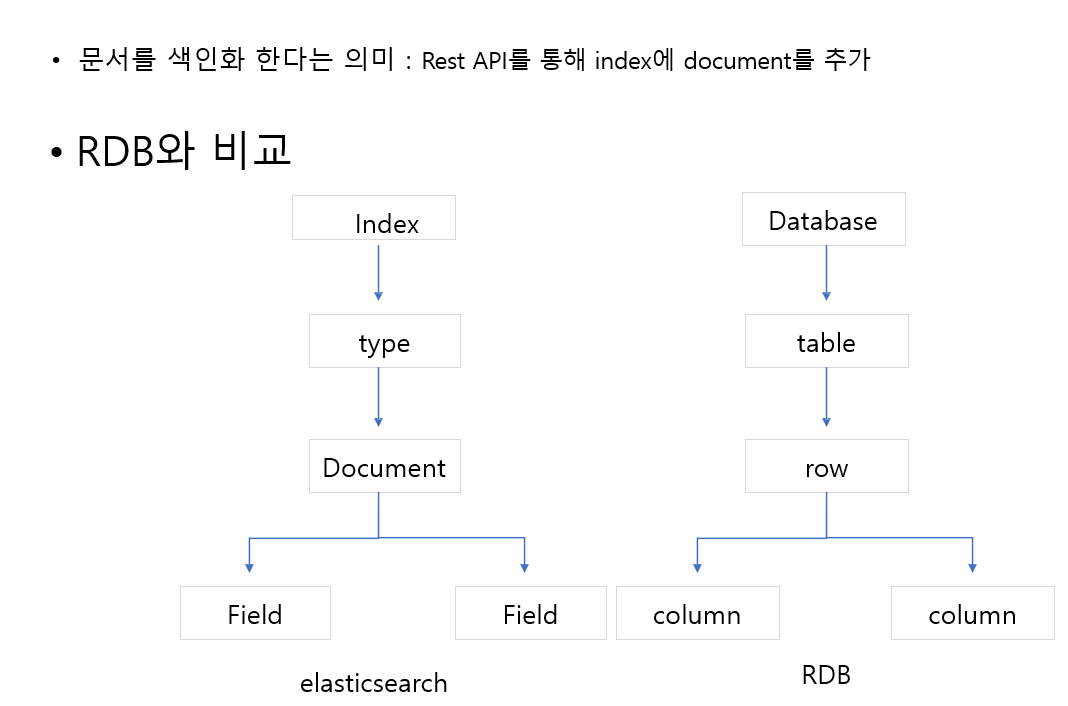 • 문서를 색인화 한다는 의미 : Rest API를 통해 index에 document를 추가
• RDB와 비교
Index
Database
type
table
Document
row
Field
Field
column
column
elasticsearch
RDB